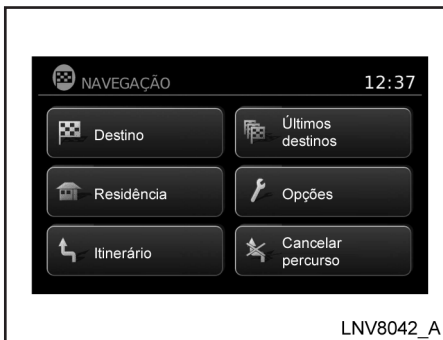 NAVEGAÇÃO 12:37
Destino
Últimos
destinos
Residência
Opções
Itinerário
Cancelar
percurso
LNV8042_A